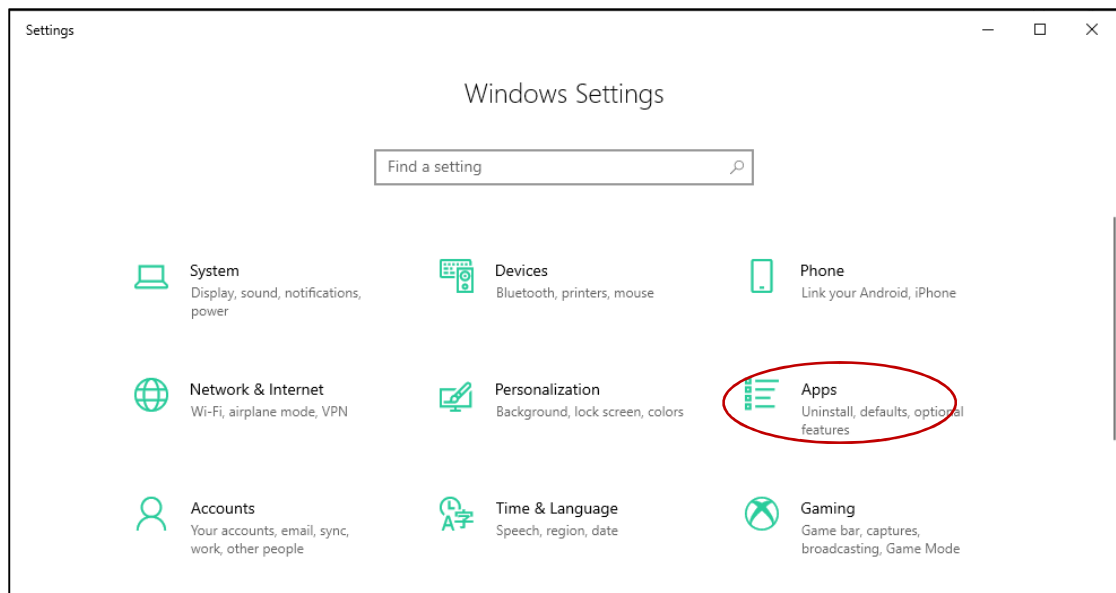 Settings
Windows Settings
Find a setting
System
Display, sound, notifications,
power
Devices
Bluetooth, printers, mouse
Phone
Link your Android, iPhone
Network & Internet
Wi-Fi, airplane mode, VPN
Personalization
Background, lock screen, colors
Apps
Uninstall, defaults, optional
features
Accounts
Your accounts, email, sync,
work, other people
A字
Time & Language
Speech, region, date
Gaming
Game bar, captures,
broadcasting, Game Mode